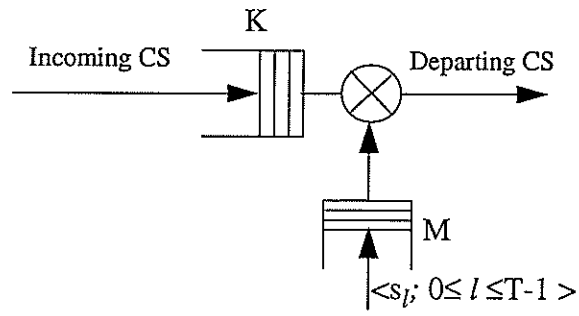 K
Incoming CS
Departing CS
M
<s_l; 0≤ l ≤T-1 >